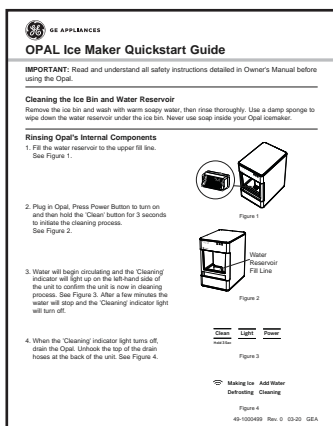 GE APPLIANCES
OPAL Ice Maker Quickstart Guide
IMPORTANT: Read and understand all safety instructions detailed in Owner's Manual before
using the Opal.
Cleaning the Ice Bin and Water Reservoir
Remove the ice bin and wash with warm soapy water, then rinse thoroughly. Use a damp sponge to
wipe down the water reservoir under the ice bin. Never use soap inside your Opal icemaker.
Rinsing Opal's Internal Components
1. Fill the water reservoir to the upper fill line.
See Figure 1.
Figure 1
2. Plug in Opal, Press Power Button to turn on
and then hold the 'Clean' button for 3 seconds
to initiate the cleaning process.
See Figure 2.
Water
Reservoir
Fill Line
Figure 2
3. Water will begin circulating and the 'Cleaning'
indicator will light up on the left-hand side of
the unit to confirm the unit is now in cleaning
process. See Figure 3. After a few minutes the
water will stop and the 'Cleaning' indicator light
will turn off.
Clean Light Power
Hold 3 Sec
Figure 3
4. When the 'Cleaning' indicator light turns off,
drain the Opal. Unhook the top of the drain
hoses at the back of the unit. See Figure 4.
Making Ice Add Water
Defrosting Cleaning
Figure 4
49-1000499 Rev. 0 03-20 GEA